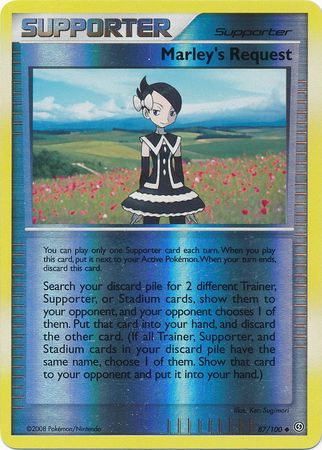 SUPPORTER
Supporter
Marley's Request
You can play only one Supporter card each turn. When you play
this card, put it next to your Active Pokémon. When your turn ends,
discard this card.
Search your discard pile for 2 different Trainer,
Supporter, or Stadium cards, show them to
your opponent, and your opponent chooses 1 of
them. Put that card into your hand, and discard
the other card. (If all Trainer, Supporter, and
Stadium cards in your discard pile have the
same name, choose 1 of them. Show that card
to your opponent and put it into your hand.)
Illus. Ken Sugimori
©2008 Pokémon/Nintendo
87/100